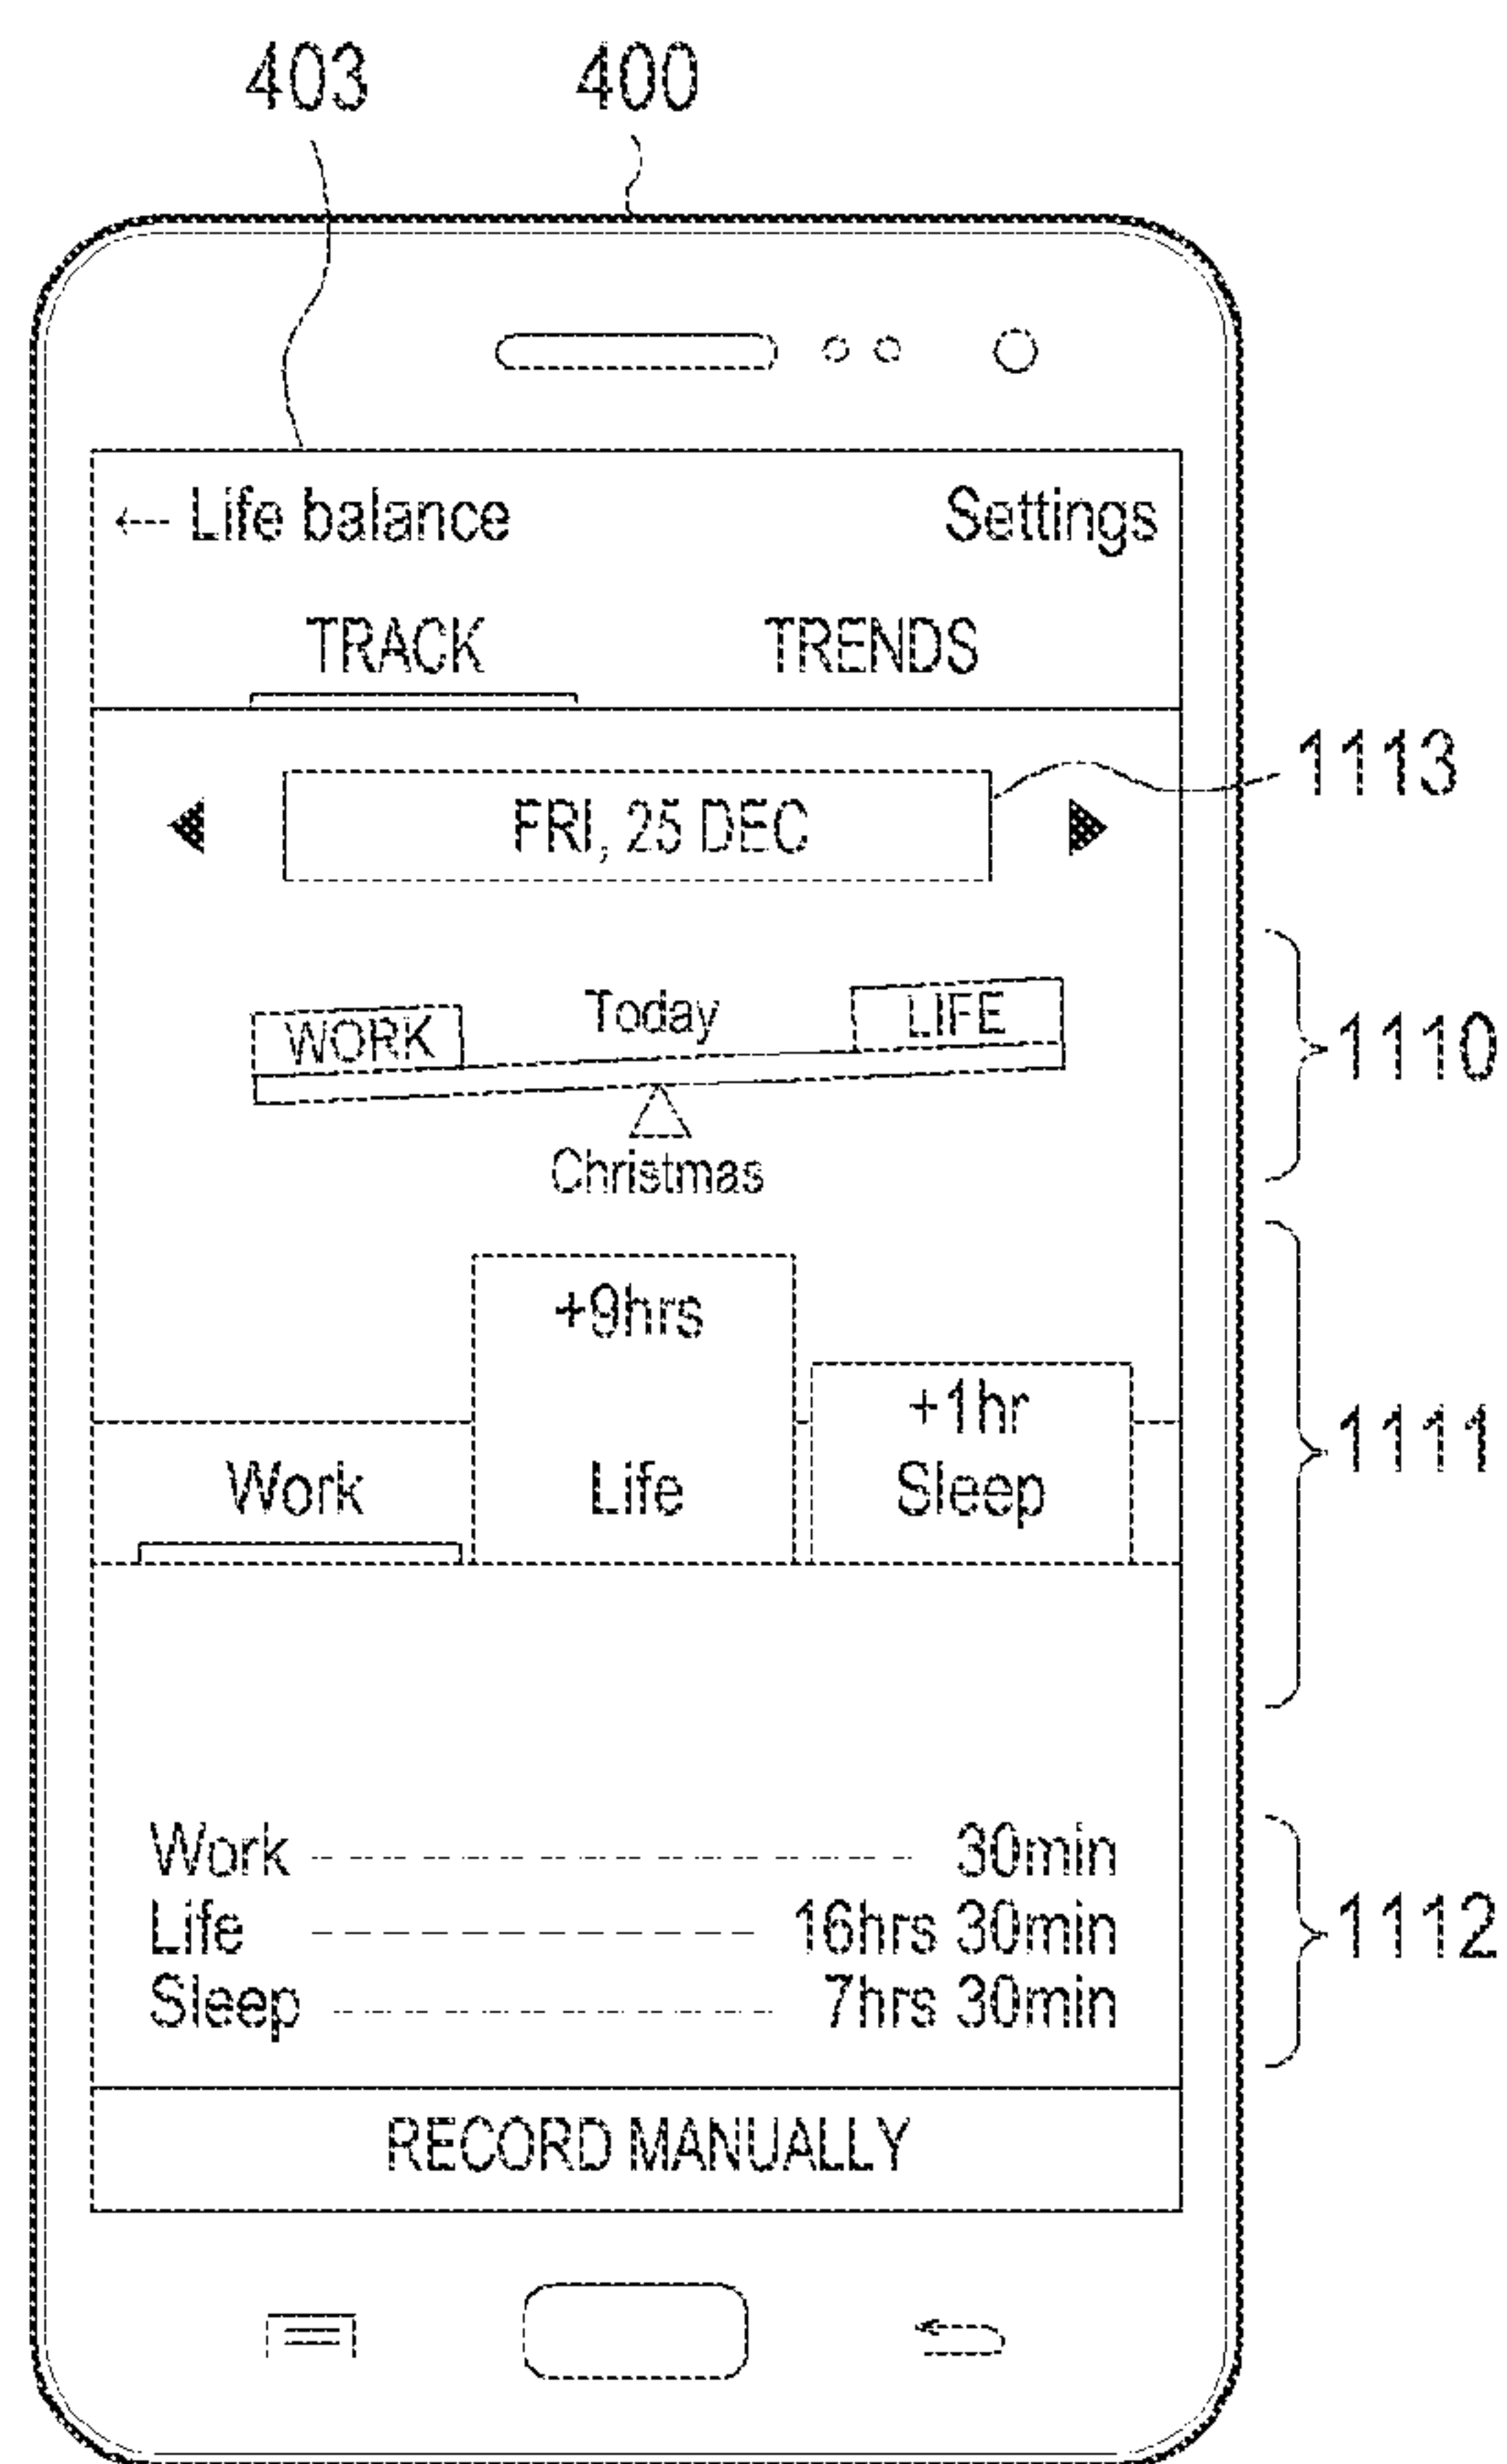 403 400
← Life balance Settings
TRACK TRENDS
1113
FRI, 25 DEC
Today
WORK LIFE
1110
Christmas
+9hrs
+1hr
1111
Work Life Sleep
Work 30min
Life 16hrs 30min
1112
Sleep 7hrs 30min
RECORD MANUALLY